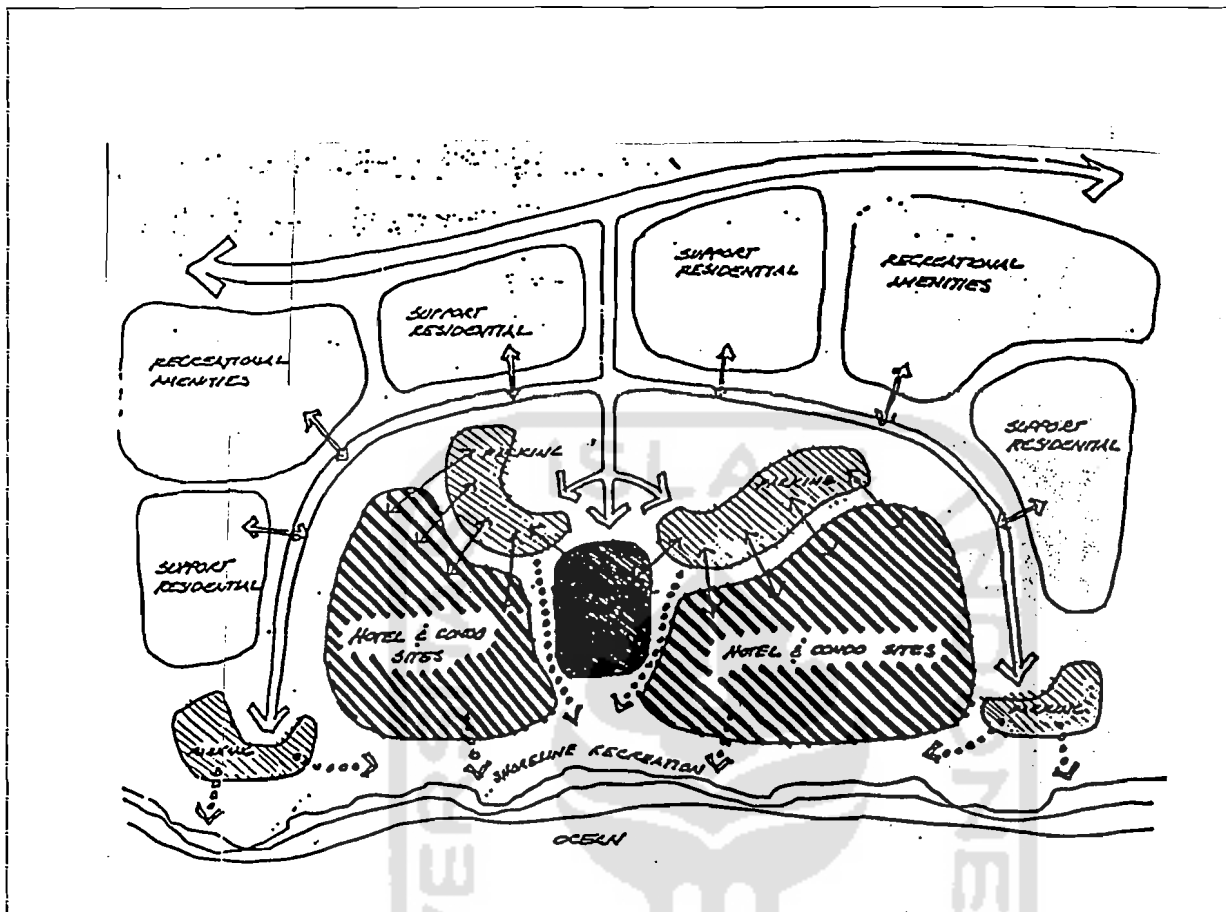 SUPPORT
RESIDENTIAL
RECREATIONAL
AMENITIES
SUPPORT
RESIDENTIAL
RECREATIONAL
AMENITIES
SUPPORT
RESIDENTIAL
PARKING
PARKING
SUPPORT
RESIDENTIAL
HOTEL & CONDO
SITES
HOTEL & CONDO SITES
PARKING
PARKING
SHORELINE RECREATION
OCEAN